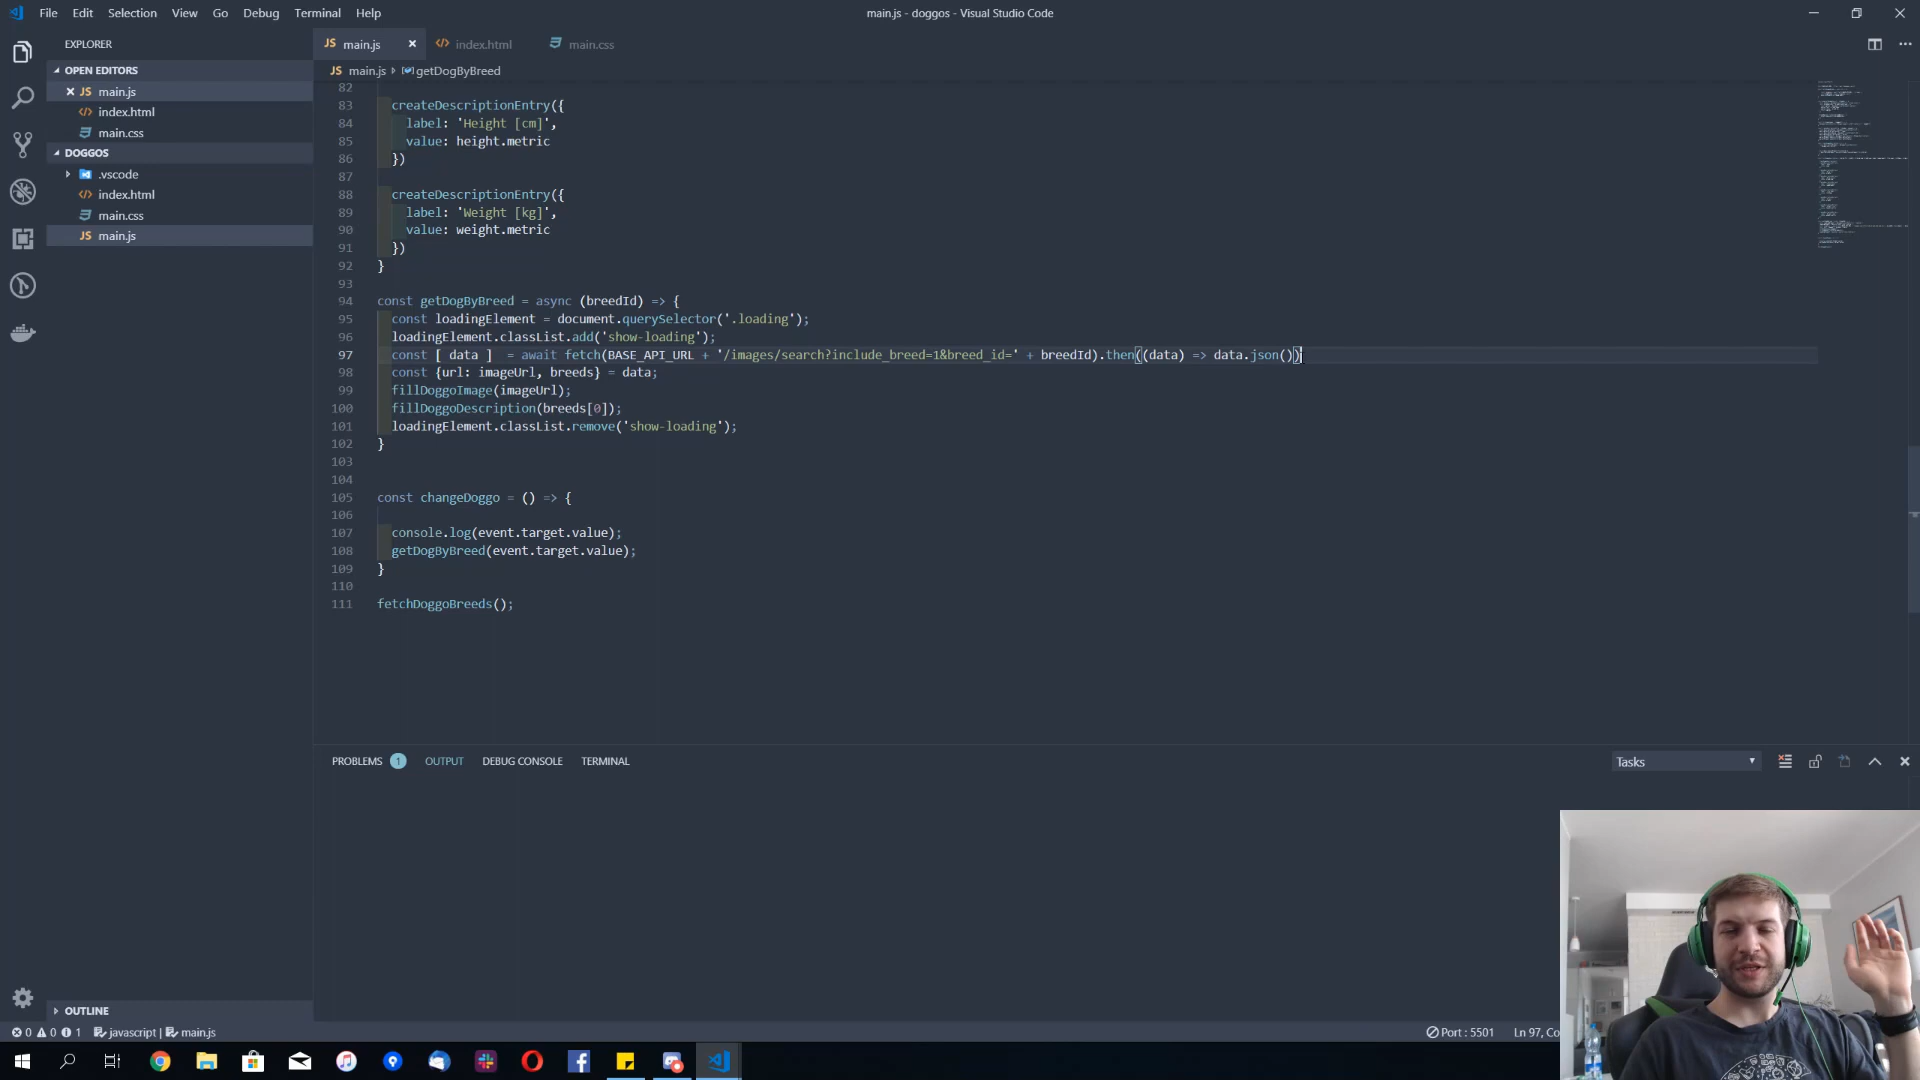 File Edit Selection View Go Debug Terminal Help
main.js - doggos - Visual Studio Code
EXPLORER
OPEN EDITORS
JS main.js
<> index.html
main.css
DOGGOS
.vscode
<> index.html
main.css
JS main.js
OUTLINE
JS main.js
<> index.html
main.css
JS main.js getDogByBreed
82
83 createDescriptionEntry({
84 label: 'Height [cm]',
85 value: height.metric
86 })
87
88 createDescriptionEntry({
89 label: 'Weight [kg]',
90 value: weight.metric
91 })
92 }
93
94 const getDogByBreed = async (breedId) => {
95 const loadingElement = document.querySelector('.loading');
96 loadingElement.classList.add('show-loading');
97 const [ data ]  = await fetch(BASE_API_URL + '/images/search?include_breed=1&breed_id=' + breedId).then((data) => data.json())
98 const {url: imageUrl, breeds} = data;
99 fillDoggoImage(imageUrl);
100 fillDoggoDescription(breeds[0]);
101 loadingElement.classList.remove('show-loading');
102 }
103
104
105 const changeDoggo = () => {
106
107 console.log(event.target.value);
108 getDogByBreed(event.target.value);
109 }
110
111 fetchDoggoBreeds();
PROBLEMS 1 OUTPUT DEBUG CONSOLE TERMINAL
Tasks
0 0 1 javascript | main.js
Port : 5501 Ln 97, Co